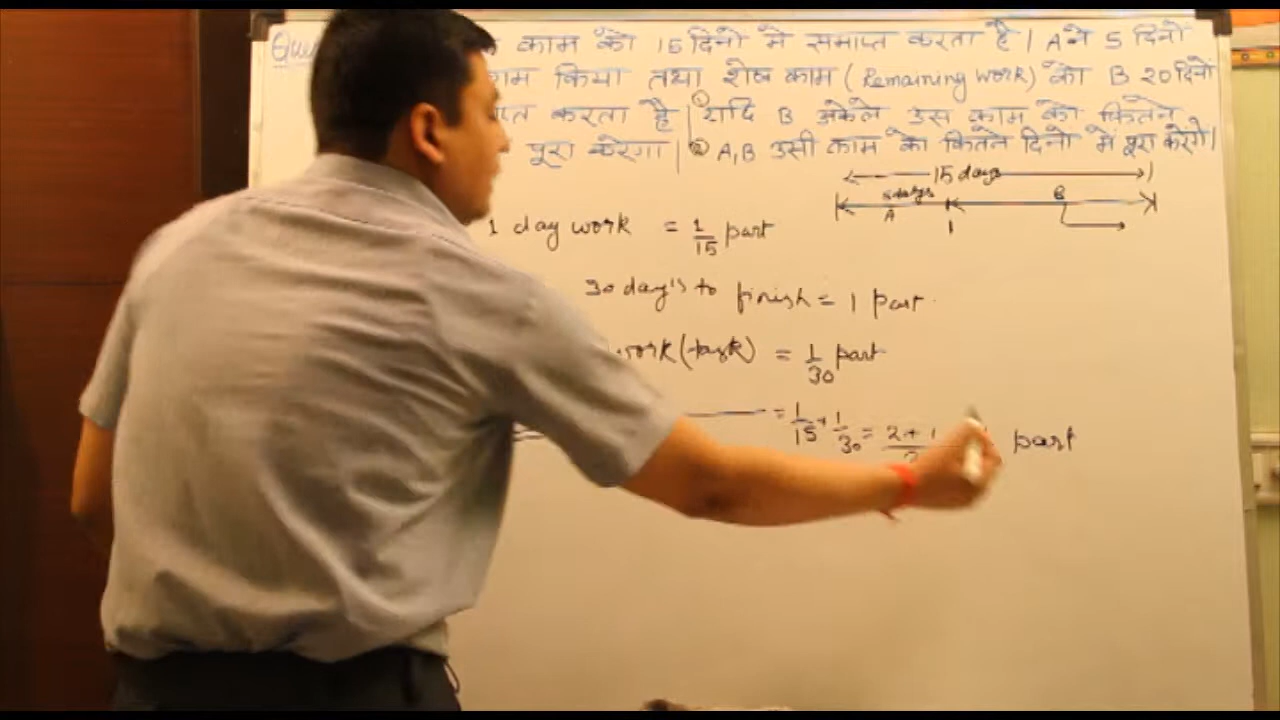 Que काम को 15 दिनो मे समाप्त करता है | A ने 5 दिनो
काम किया तथा शेष काम ( Remaining work) को B 20 दिनो
करता है | ① यदि B अकेले उस काम को कितने
पूरा करेगा | ② A,B उसी काम को कितने दिनो में पूरा करेगे |
15 days
5 days B
A 1
1 day work = 1/15 part
30 day's to finish = 1 part
work (task) = 1/30 part
= 1/15 + 1/30 = 2+1 part